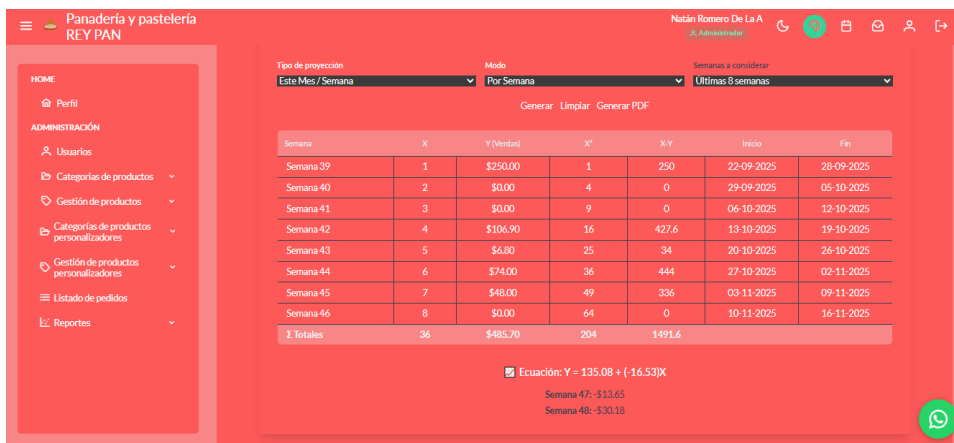 Panadería y pastelería
REY PAN
Natán Romero De La A
Administrador
HOME
Perfil
ADMINISTRACIÓN
Usuarios
Categorías de productos
Gestión de productos
Categorías de productos
personalizadores
Gestión de productos
personalizadores
Listado de pedidos
Reportes
Tipo de proyección Modo Semanas a considerar
Este Mes / Semana Por Semana Últimas 8 semanas
Generar Limpiar Generar PDF
Semana X Y (Ventas) X² X·Y Inicio Fin
Semana 39 1 $250.00 1 250 22-09-2025 28-09-2025
Semana 40 2 $0.00 4 0 29-09-2025 05-10-2025
Semana 41 3 $0.00 9 0 06-10-2025 12-10-2025
Semana 42 4 $106.90 16 427.6 13-10-2025 19-10-2025
Semana 43 5 $6.80 25 34 20-10-2025 26-10-2025
Semana 44 6 $74.00 36 444 27-10-2025 02-11-2025
Semana 45 7 $48.00 49 336 03-11-2025 09-11-2025
Semana 46 8 $0.00 64 0 10-11-2025 16-11-2025
Σ Totales 36 $485.70 204 1491.6
Ecuación: Y = 135.08 + (-16.53)X
Semana 47: -$13.65
Semana 48: -$30.18